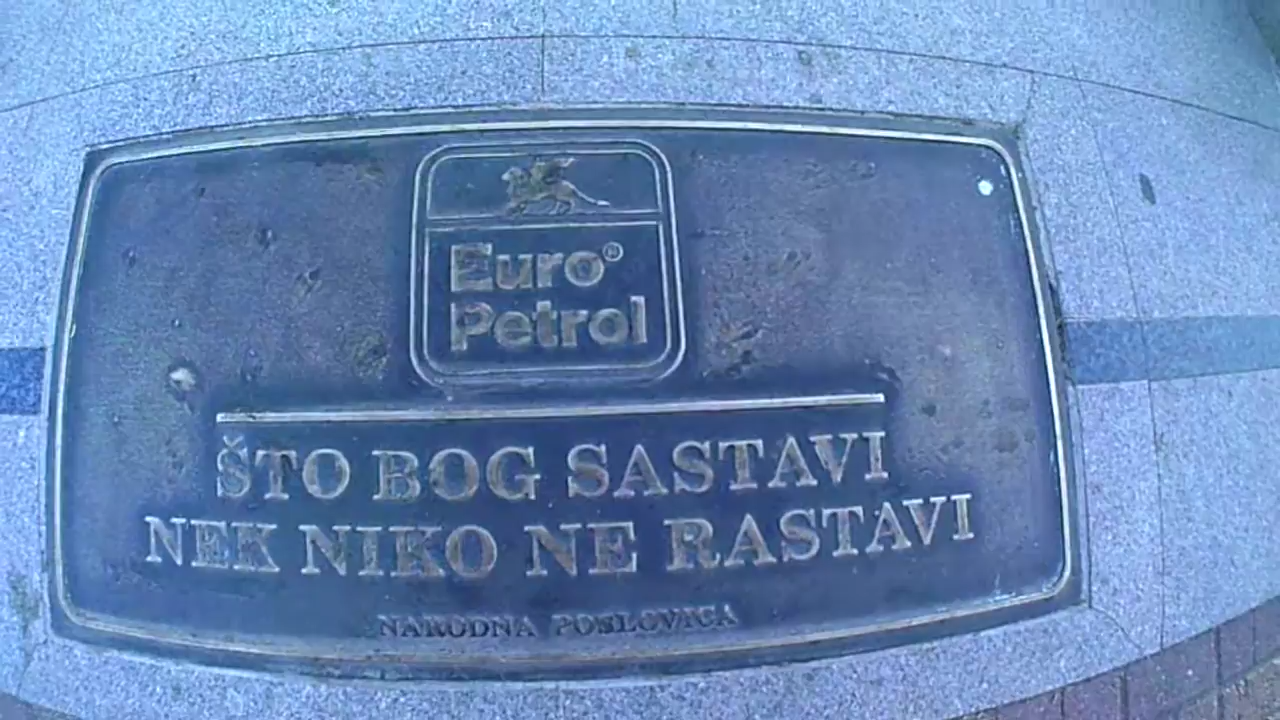 Euro®
Petrol
ŠTO BOG SASTAVI
NEK NIKO NE RASTAVI
NARODNA POSLOVICA